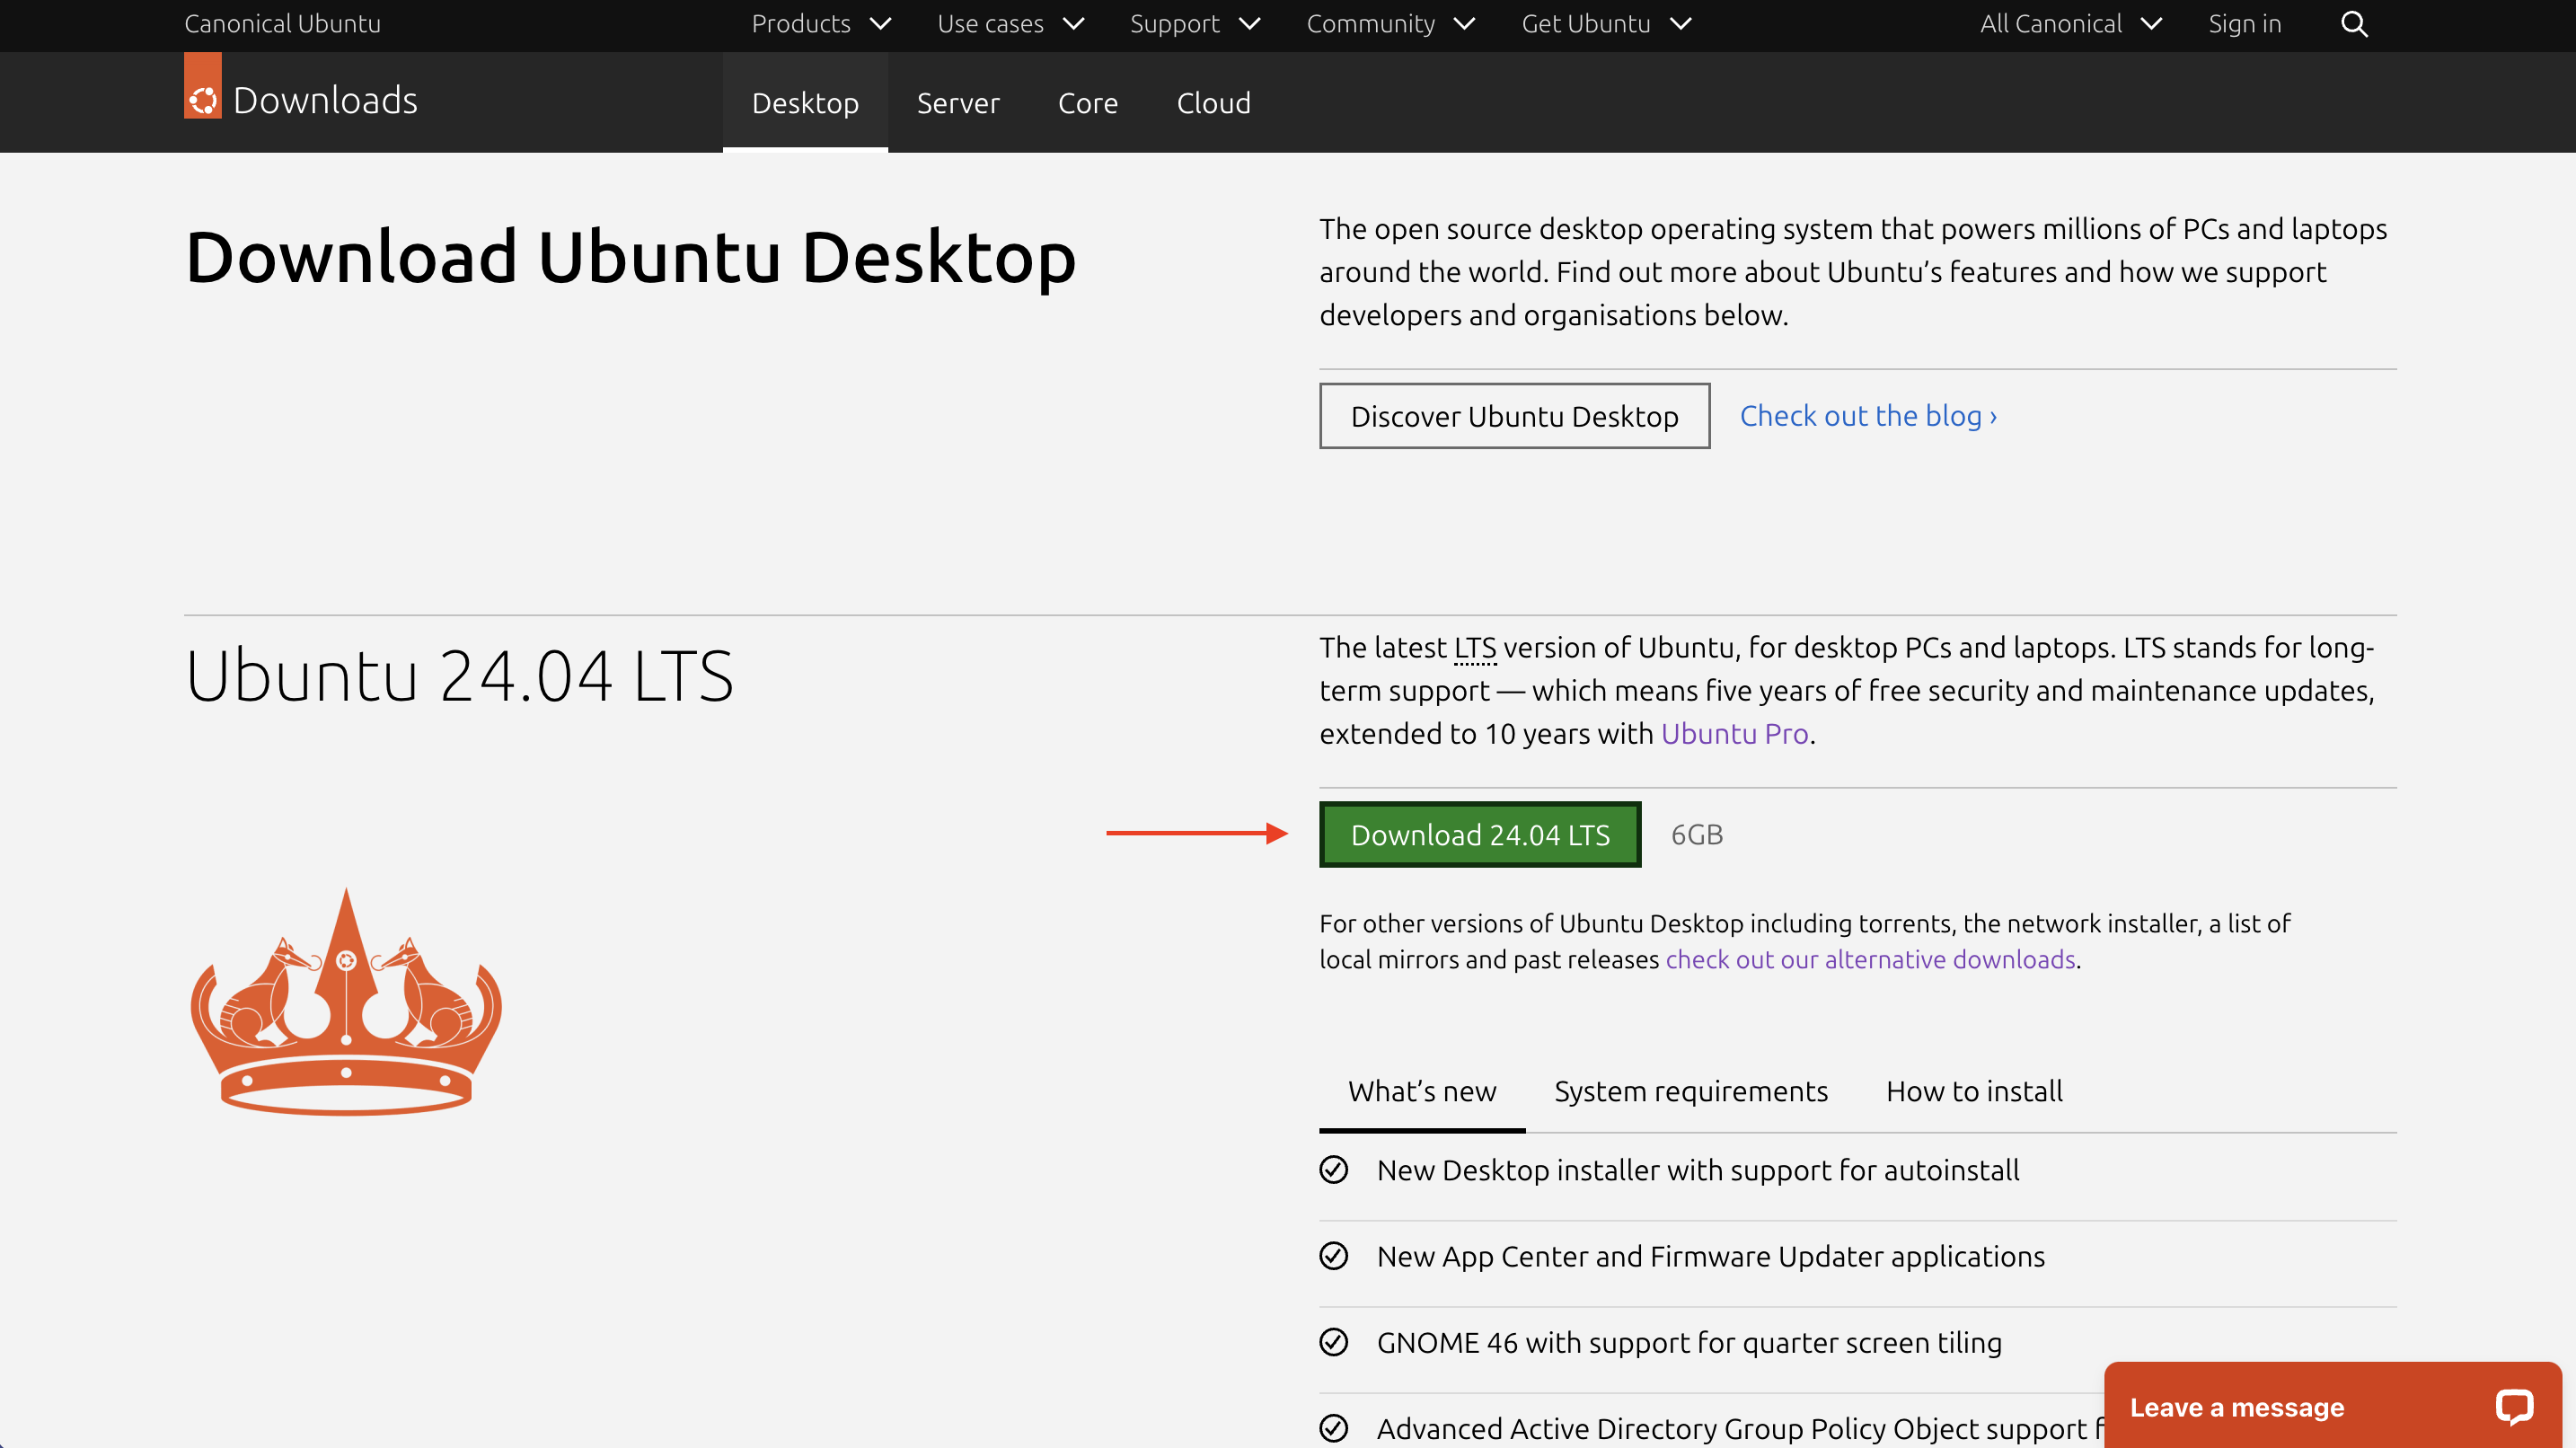 Canonical Ubuntu
Products
Use cases
Support
Community
Get Ubuntu
All Canonical
Sign in
Downloads
Desktop
Server
Core
Cloud
Download Ubuntu Desktop
The open source desktop operating system that powers millions of PCs and laptops
around the world. Find out more about Ubuntu’s features and how we support
developers and organisations below.
Discover Ubuntu Desktop
Check out the blog ›
Ubuntu 24.04 LTS
The latest LTS version of Ubuntu, for desktop PCs and laptops. LTS stands for long-
term support — which means five years of free security and maintenance updates,
extended to 10 years with Ubuntu Pro.
Download 24.04 LTS
6GB
For other versions of Ubuntu Desktop including torrents, the network installer, a list of
local mirrors and past releases check out our alternative downloads.
What’s new
System requirements
How to install
New Desktop installer with support for autoinstall
New App Center and Firmware Updater applications
GNOME 46 with support for quarter screen tiling
Advanced Active Directory Group Policy Object support
Leave a message